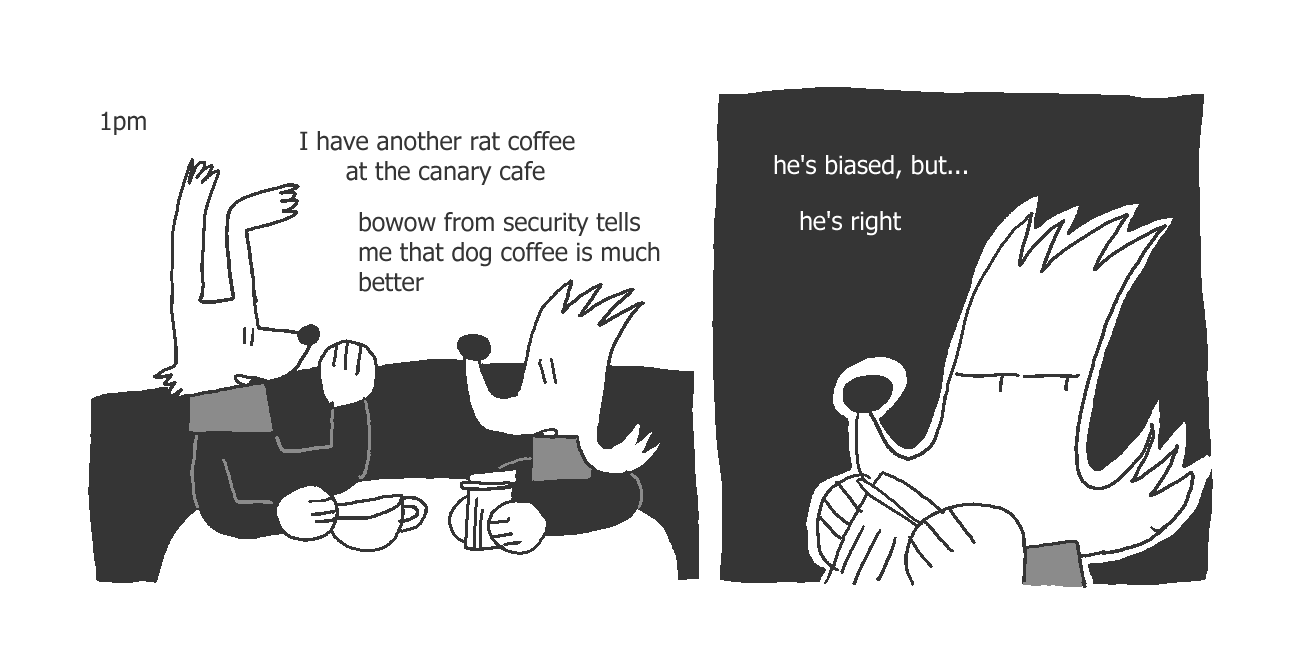 1pm
I have another rat coffee
at the canary cafe
bowow from security tells
me that dog coffee is much
better
he's biased, but...
he's right